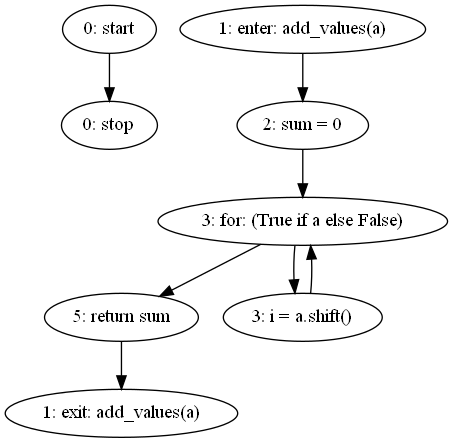 0: start
1: enter: add_values(a)
0: stop
2: sum = 0
3: for: (True if a else False)
5: return sum
3: i = a.shift()
1: exit: add_values(a)